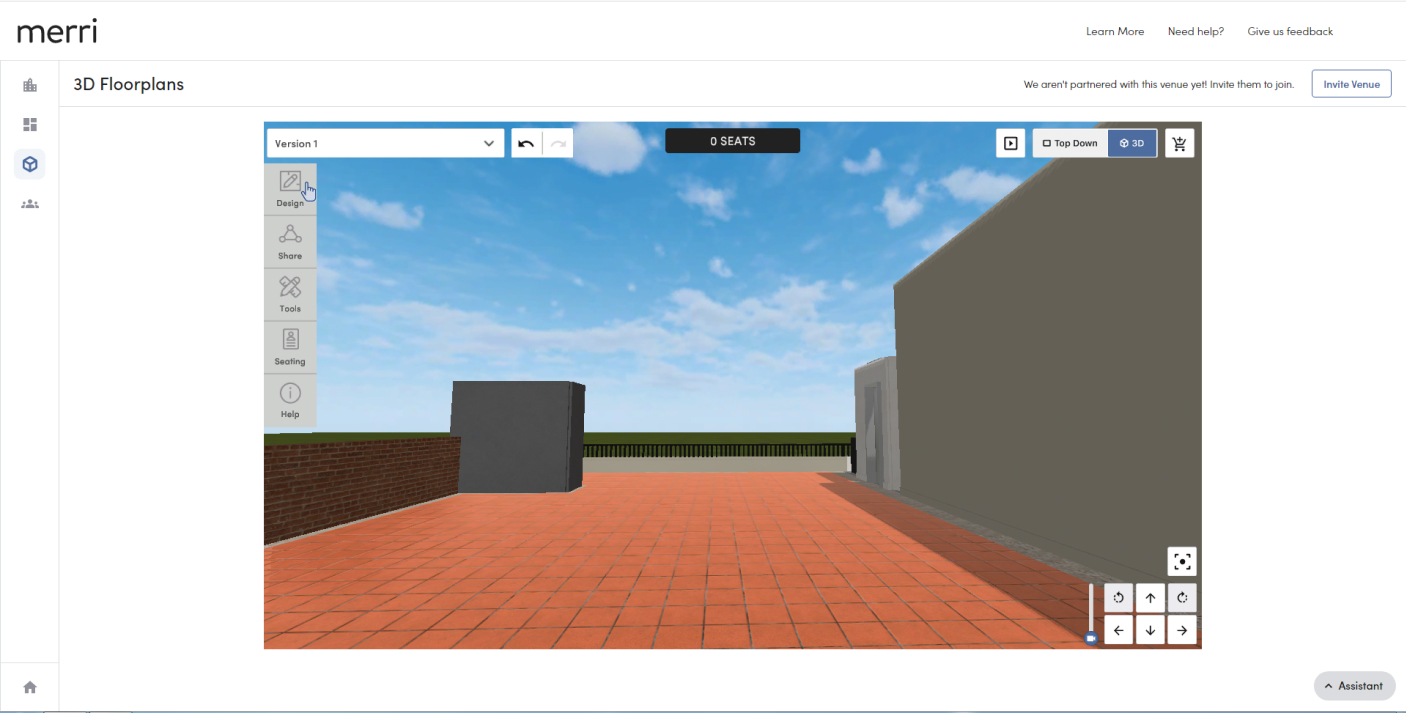 merri
Learn More Need help? Give us feedback
3D Floorplans
We aren't partnered with this venue yet! Invite them to join. Invite Venue
Version 1
0 SEATS
Top Down 3D
Design
Share
Tools
Seating
Help
Assistant